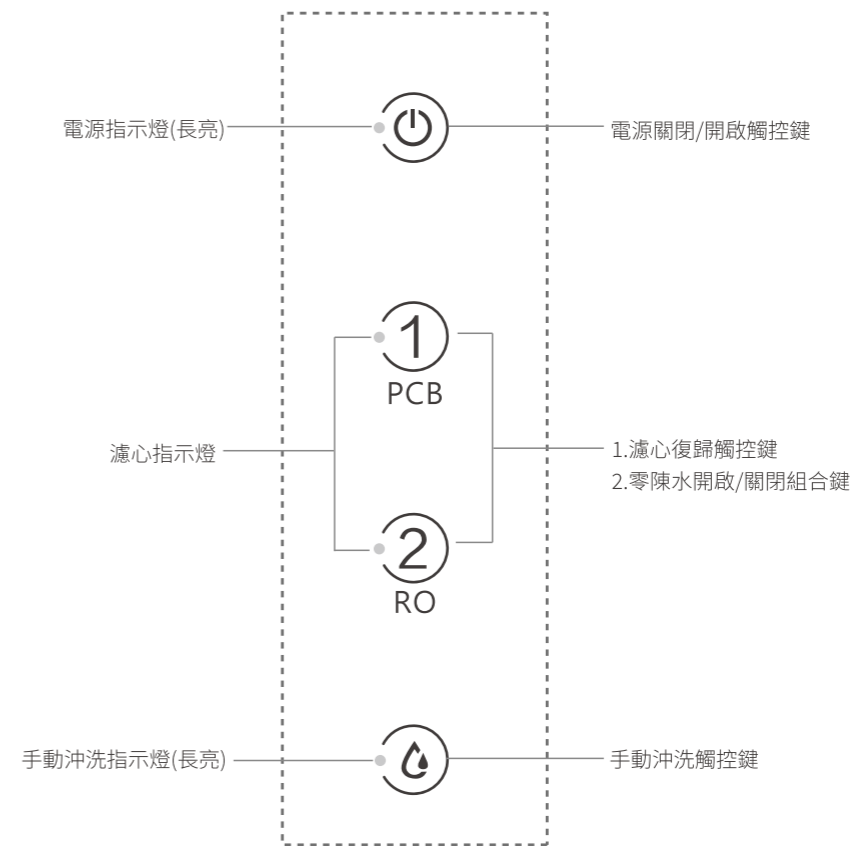 電源指示燈(長亮)
電源關閉/開啟觸控鍵
1
PCB
濾心指示燈
1.濾心復歸觸控鍵
2.零陳水開啟/關閉組合鍵
2
RO
手動沖洗指示燈(長亮)
手動沖洗觸控鍵